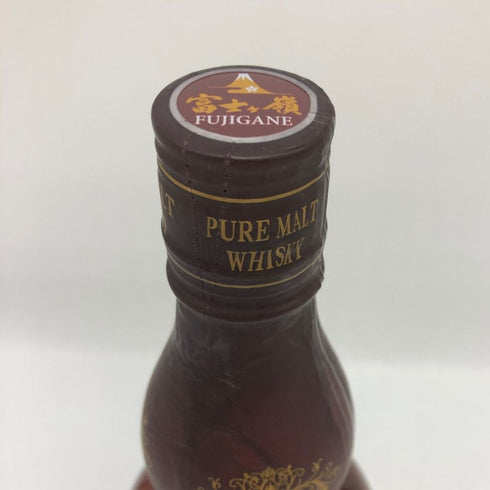 富士ヶ嶺
FUJIGANE
PURE MALT
WHISKY